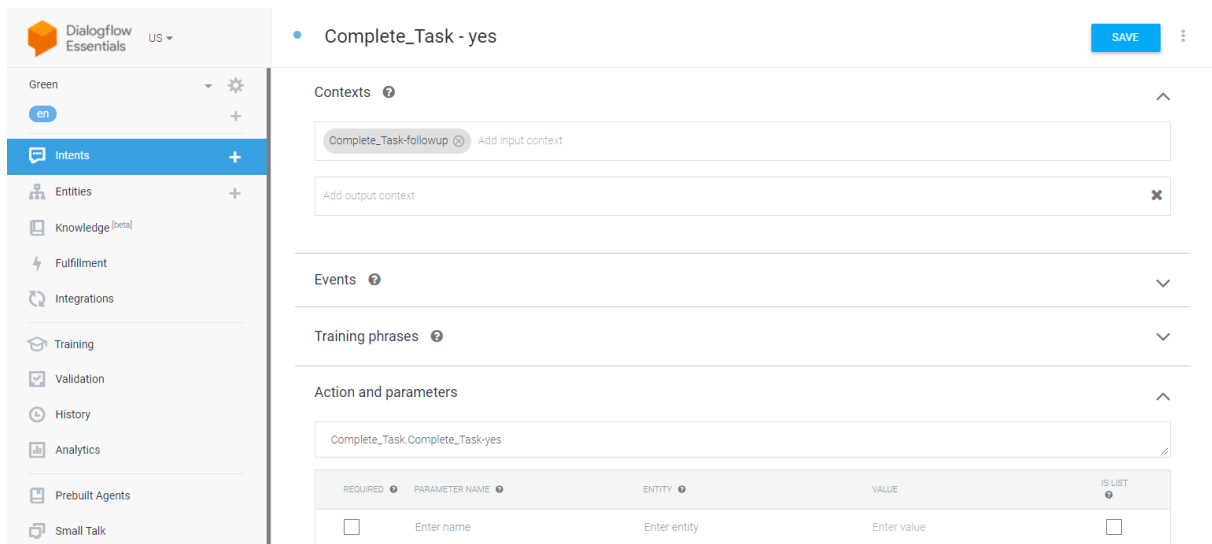 Dialogflow
Essentials
US
Complete_Task - yes
SAVE
Green
en
Intents
Entities
Knowledge [beta]
Fulfillment
Integrations
Training
Validation
History
Analytics
Prebuilt Agents
Small Talk
Contexts
Complete_Task-followup Add input context
Add output context
Events
Training phrases
Action and parameters
Complete_Task.Complete_Task-yes
REQUIRED PARAMETER NAME ENTITY VALUE IS LIST
Enter name Enter entity Enter value